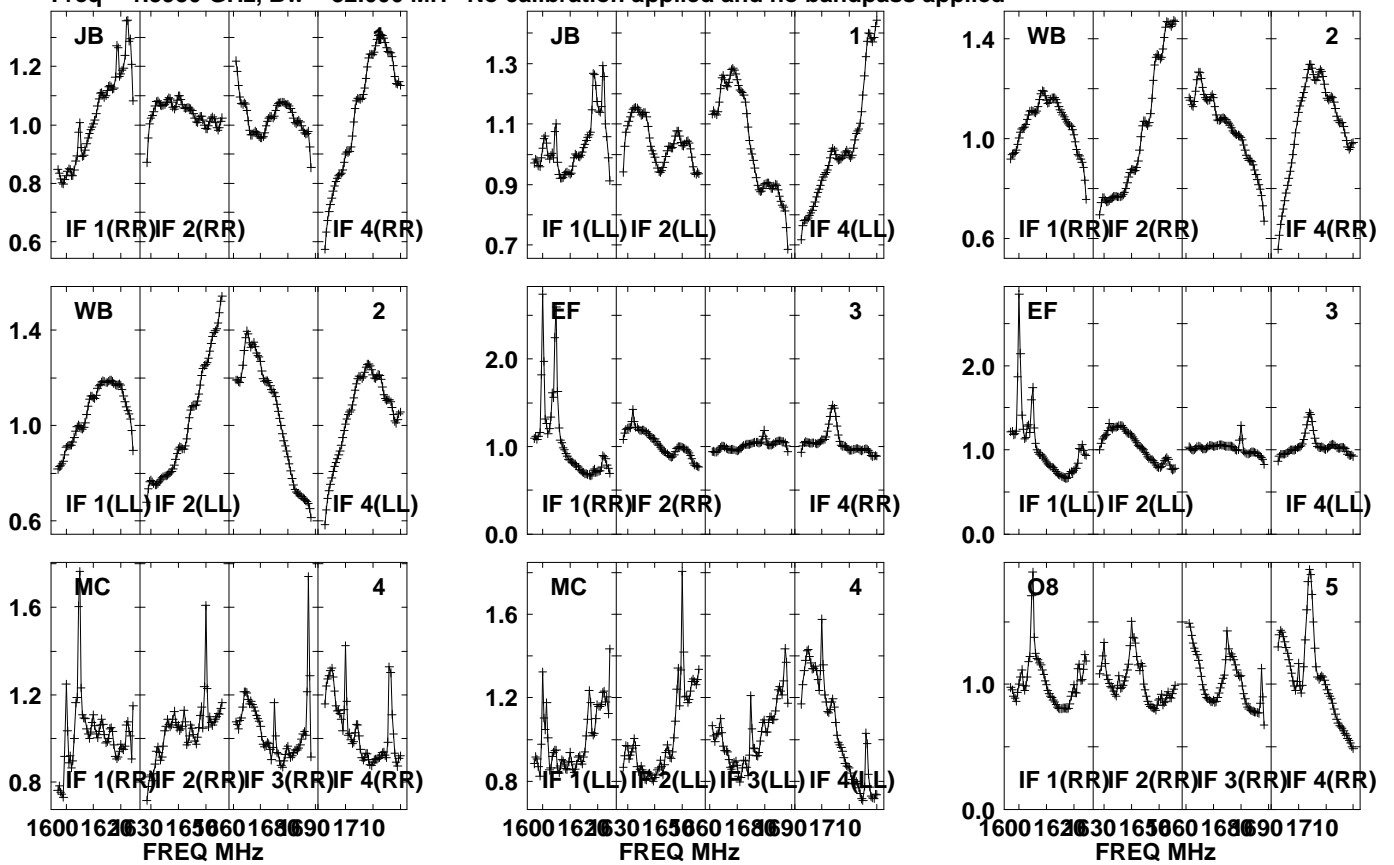 JB 1.2 1.0 0.8 0.6 IF 1(RR) IF 2(RR) IF 4(RR)
JB 1 1.3 1.1 0.9 0.7 IF 1(LL) IF 2(LL) IF 4(LL)
WB 2 1.4 1.0 0.6 IF 1(RR) IF 2(RR) IF 4(RR)
WB 2 1.4 1.0 0.6 IF 1(LL) IF 2(LL) IF 4(LL)
EF 3 2.0 1.0 0.0 IF 1(RR) IF 2(RR) IF 4(RR)
EF 3 2.0 1.0 0.0 IF 1(LL) IF 2(LL) IF 4(LL)
MC 4 1.6 1.2 0.8 IF 1(RR) IF 2(RR) IF 3(RR) IF 4(RR)
MC 4 1.6 1.2 0.8 IF 1(LL) IF 2(LL) IF 3(LL) IF 4(LL)
O8 5 1.0 0.0 IF 1(RR) IF 2(RR) IF 3(RR) IF 4(RR)
1600 1710 1600 1710 1600 1710
FREQ MHz FREQ MHz FREQ MHz